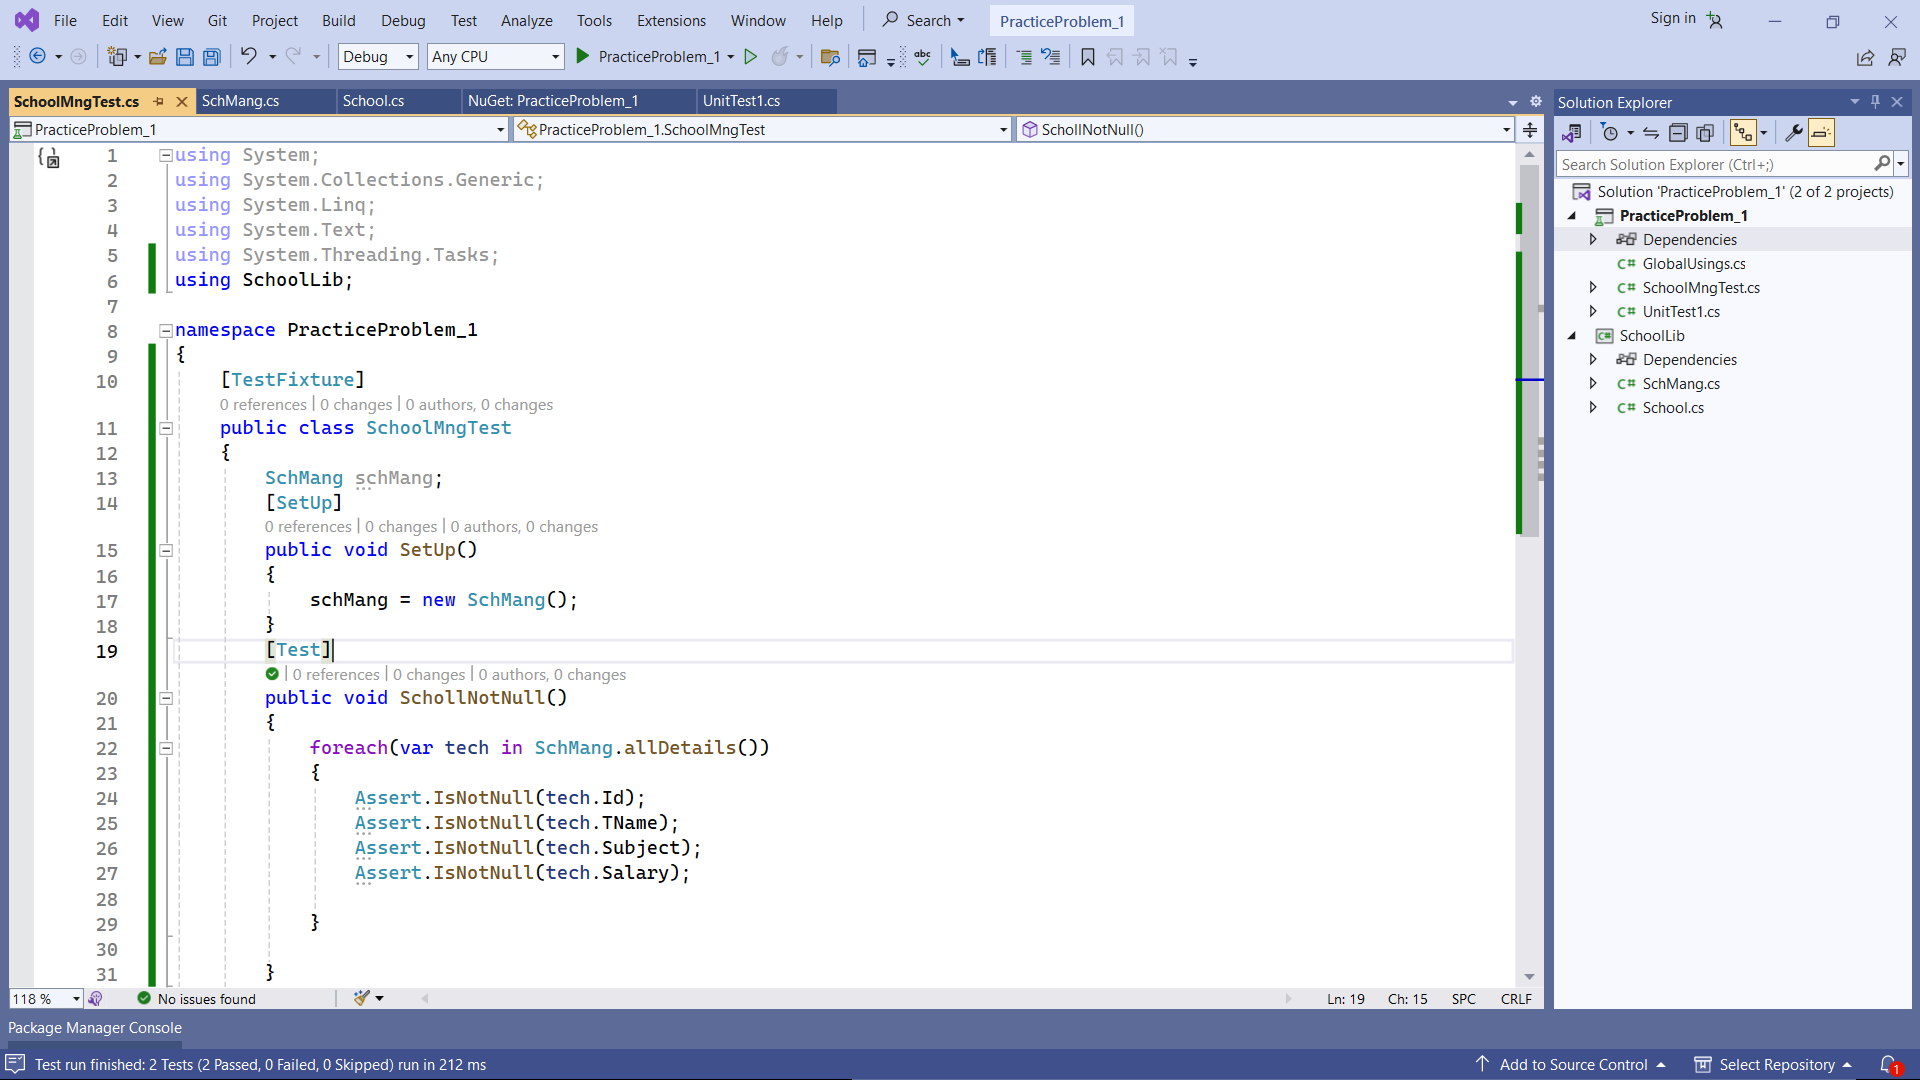 File Edit View Git Project Build Debug Test Analyze Tools Extensions Window Help Search PracticeProblem_1 Sign in
Debug Any CPU PracticeProblem_1 abc
SchoolMngTest.cs SchMang.cs School.cs NuGet: PracticeProblem_1 UnitTest1.cs
PracticeProblem_1 PracticeProblem_1.SchoolMngTest SchollNotNull()
1 using System;
2 using System.Collections.Generic;
3 using System.Linq;
4 using System.Text;
5 using System.Threading.Tasks;
6 using SchoolLib;
7
8 namespace PracticeProblem_1
9 {
10 [TestFixture]
0 references | 0 changes | 0 authors, 0 changes
11 public class SchoolMngTest
12 {
13 SchMang schMang;
14 [SetUp]
0 references | 0 changes | 0 authors, 0 changes
15 public void SetUp()
16 {
17 schMang = new SchMang();
18 }
19 [Test]
| 0 references | 0 changes | 0 authors, 0 changes
20 public void SchollNotNull()
21 {
22 foreach(var tech in SchMang.allDetails())
23 {
24 Assert.IsNotNull(tech.Id);
25 Assert.IsNotNull(tech.TName);
26 Assert.IsNotNull(tech.Subject);
27 Assert.IsNotNull(tech.Salary);
28
29 }
30
31 }
118 % No issues found Ln: 19 Ch: 15 SPC CRLF
Solution Explorer
Search Solution Explorer (Ctrl+;)
Solution 'PracticeProblem_1' (2 of 2 projects)
PracticeProblem_1
Dependencies
C# GlobalUsings.cs
C# SchoolMngTest.cs
C# UnitTest1.cs
C# SchoolLib
Dependencies
C# SchMang.cs
C# School.cs
Package Manager Console
Test run finished: 2 Tests (2 Passed, 0 Failed, 0 Skipped) run in 212 ms Add to Source Control Select Repository 1